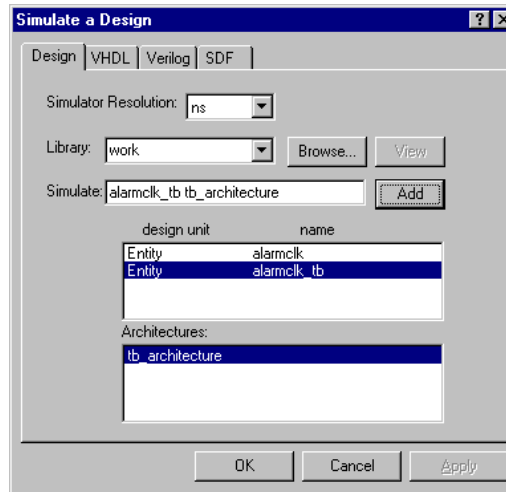 Simulate a Design
Design VHDL Verilog SDF
Simulator Resolution: ns
Library: work Browse... View
Simulate: alarmclk_tb tb_architecture Add
design unit name
Entity alarmclk
Entity alarmclk_tb
Architectures:
tb_architecture
OK Cancel Apply